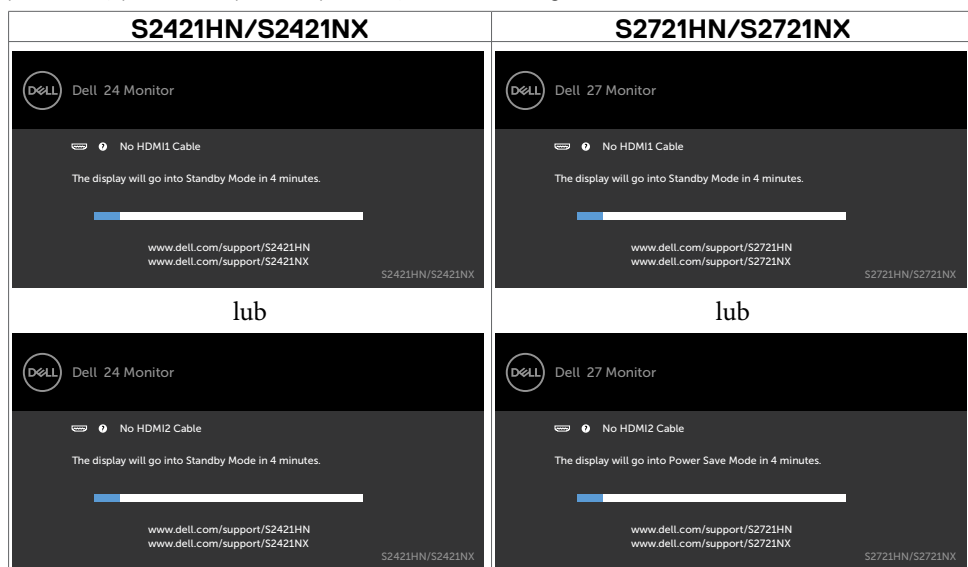 S2421HN/S2421NX
S2721HN/S2721NX
DELL
Dell 24 Monitor
No HDMI1 Cable
The display will go into Standby Mode in 4 minutes.
www.dell.com/support/S2421HN
www.dell.com/support/S2421NX
S2421HN/S2421NX
DELL
Dell 27 Monitor
No HDMI1 Cable
The display will go into Standby Mode in 4 minutes.
www.dell.com/support/S2721HN
www.dell.com/support/S2721NX
S2721HN/S2721NX
lub
lub
DELL
Dell 24 Monitor
No HDMI2 Cable
The display will go into Standby Mode in 4 minutes.
www.dell.com/support/S2421HN
www.dell.com/support/S2421NX
S2421HN/S2421NX
DELL
Dell 27 Monitor
No HDMI2 Cable
The display will go into Power Save Mode in 4 minutes.
www.dell.com/support/S2721HN
www.dell.com/support/S2721NX
S2721HN/S2721NX